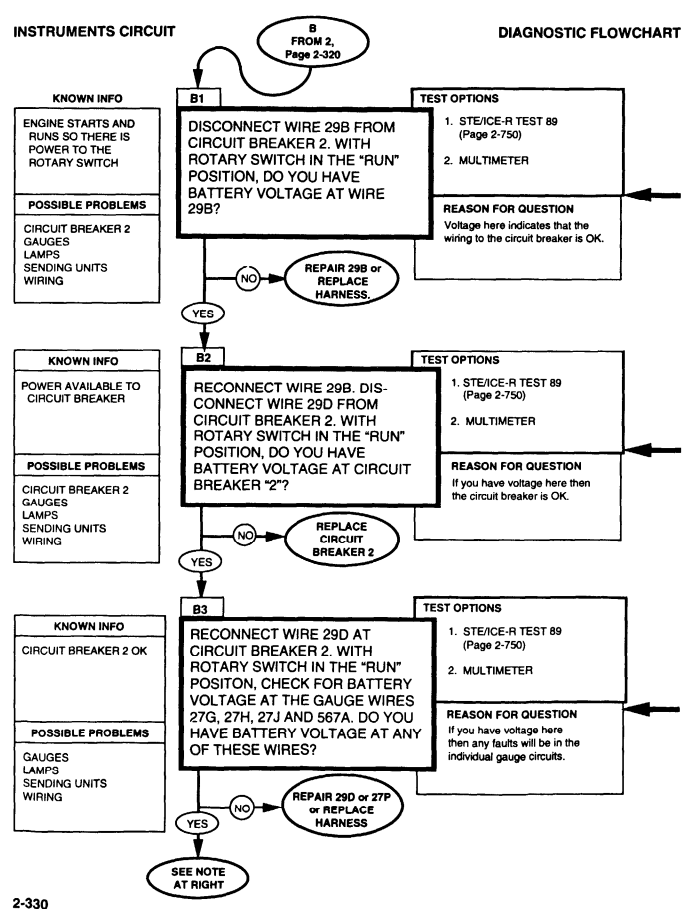 INSTRUMENTS CIRCUIT
DIAGNOSTIC FLOWCHART
B
FROM 2,
Page 2-320
KNOWN INFO
ENGINE STARTS AND
RUNS SO THERE IS
POWER TO THE
ROTARY SWITCH
POSSIBLE PROBLEMS
CIRCUIT BREAKER 2
GAUGES
LAMPS
SENDING UNITS
WIRING
B1
DISCONNECT WIRE 29B FROM
CIRCUIT BREAKER 2. WITH
ROTARY SWITCH IN THE “RUN”
POSITION, DO YOU HAVE
BATTERY VOLTAGE AT WIRE
29B?
TEST OPTIONS
1. STE/ICE-R TEST 89
(Page 2-750)
2. MULTIMETER
REASON FOR QUESTION
Voltage here indicates that the
wiring to the circuit breaker is OK.
NO
REPAIR 29B or
REPLACE
HARNESS.
YES
KNOWN INFO
POWER AVAILABLE TO
CIRCUIT BREAKER
POSSIBLE PROBLEMS
CIRCUIT BREAKER 2
GAUGES
LAMPS
SENDING UNITS
WIRING
B2
RECONNECT WIRE 29B. DIS-
CONNECT WIRE 29D FROM
CIRCUIT BREAKER 2. WITH
ROTARY SWITCH IN THE “RUN”
POSITION, DO YOU HAVE
BATTERY VOLTAGE AT CIRCUIT
BREAKER “2”?
TEST OPTIONS
1. STE/ICE-R TEST 89
(Page 2-750)
2. MULTIMETER
REASON FOR QUESTION
If you have voltage here then
the circuit breaker is OK.
NO
REPLACE
CIRCUIT
BREAKER 2
YES
KNOWN INFO
CIRCUIT BREAKER 2 OK
POSSIBLE PROBLEMS
GAUGES
LAMPS
SENDING UNITS
WIRING
B3
RECONNECT WIRE 29D AT
CIRCUIT BREAKER 2. WITH
ROTARY SWITCH IN THE “RUN”
POSITON, CHECK FOR BATTERY
VOLTAGE AT THE GAUGE WIRES
27G, 27H, 27J AND 567A. DO YOU
HAVE BATTERY VOLTAGE AT ANY
OF THESE WIRES?
TEST OPTIONS
1. STE/ICE-R TEST 89
(Page 2-750)
2. MULTIMETER
REASON FOR QUESTION
If you have voltage here
then any faults will be in the
individual gauge circuits.
NO
REPAIR 29D or 27P
or REPLACE
HARNESS
YES
SEE NOTE
AT RIGHT
2-330